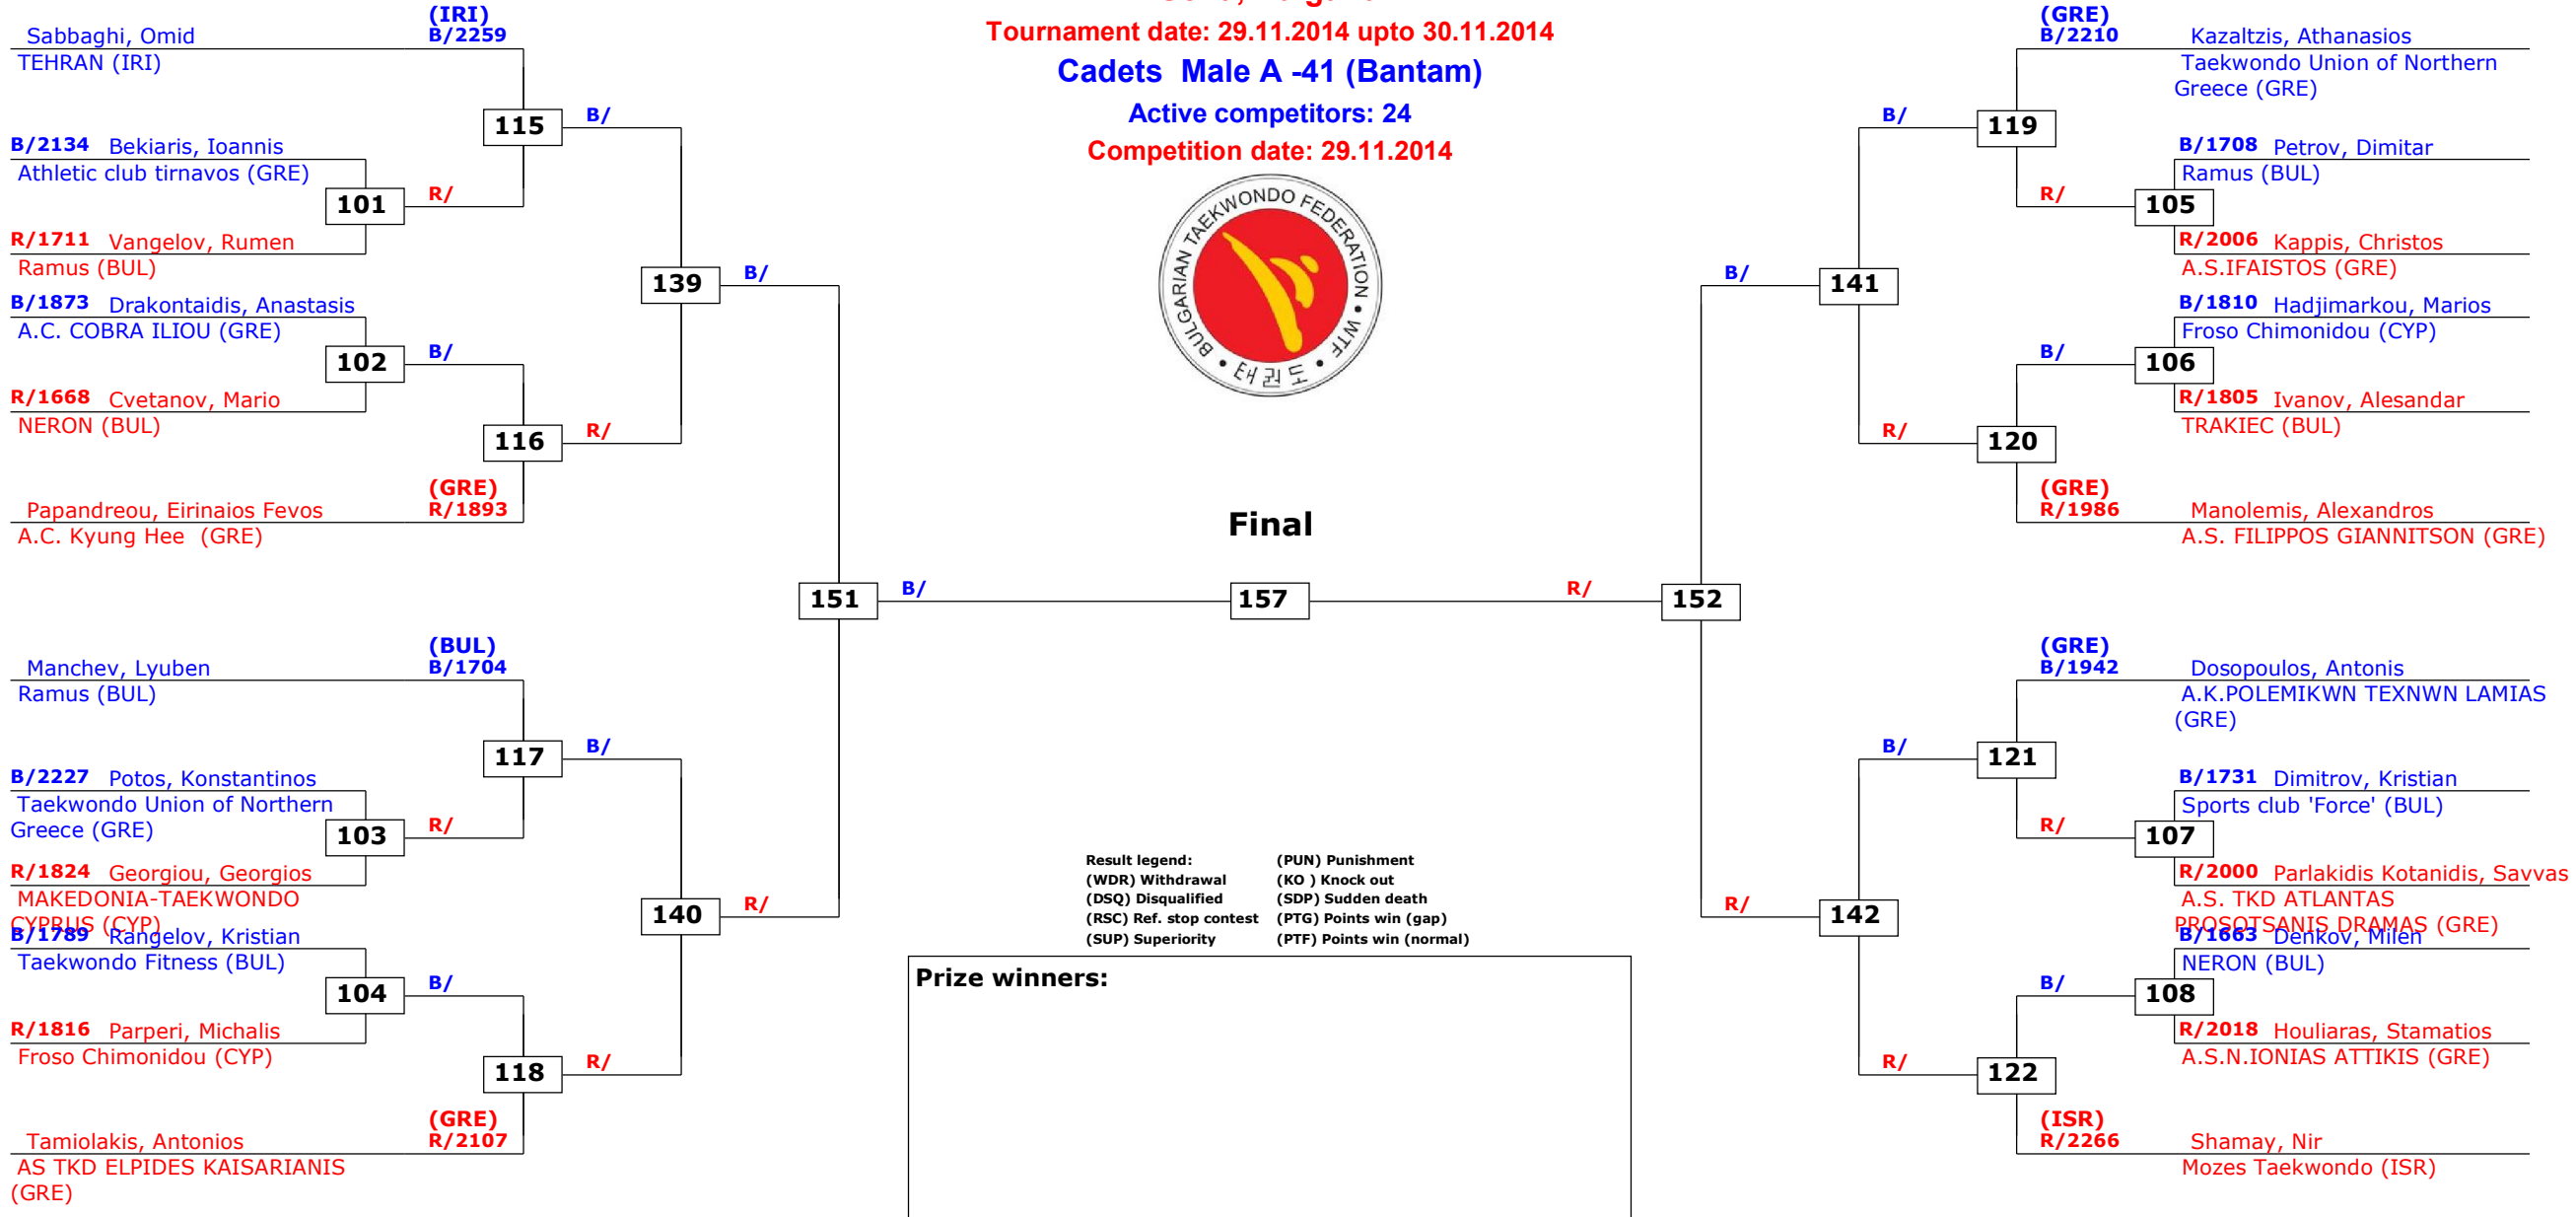 Tournament date: 29.11.2014 upto 30.11.2014
Cadets  Male A -41 (Bantam)
Active competitors: 24
Competition date: 29.11.2014
BULGARIAN TAEKWONDO FEDERATION • WTF • 태권도 •
(IRI)
Sabbaghi, Omid B/2259
TEHRAN (IRI)
115 B/
B/2134 Bekiaris, Ioannis
Athletic club tirnavos (GRE)
101 R/
R/1711 Vangelov, Rumen
Ramus (BUL)
139 B/
B/1873 Drakontaidis, Anastasis
A.C. COBRA ILIOU (GRE)
102 B/
R/1668 Cvetanov, Mario
NERON (BUL)
116 R/
(GRE)
Papandreou, Eirinaios Fevos R/1893
A.C. Kyung Hee  (GRE)
151 B/
(BUL)
Manchev, Lyuben B/1704
Ramus (BUL)
117 B/
B/2227 Potos, Konstantinos
Taekwondo Union of Northern
Greece (GRE)
103 R/
R/1824 Georgiou, Georgios
MAKEDONIA-TAEKWONDO
CYPRUS (CYP)
140 R/
B/1789 Rangelov, Kristian
Taekwondo Fitness (BUL)
104 B/
R/1816 Parperi, Michalis
Froso Chimonidou (CYP)
118 R/
(GRE)
Tamiolakis, Antonios R/2107
AS TKD ELPIDES KAISARIANIS
(GRE)
Final
157
(GRE)
B/2210 Kazaltzis, Athanasios
Taekwondo Union of Northern
Greece (GRE)
B/ 119
B/1708 Petrov, Dimitar
Ramus (BUL)
R/ 105
R/2006 Kappis, Christos
A.S.IFAISTOS (GRE)
B/ 141
B/1810 Hadjimarkou, Marios
Froso Chimonidou (CYP)
B/ 106
R/1805 Ivanov, Alesandar
TRAKIEC (BUL)
R/ 120
(GRE)
R/1986 Manolemis, Alexandros
A.S. FILIPPOS GIANNITSON (GRE)
R/ 152
(GRE)
B/1942 Dosopoulos, Antonis
A.K.POLEMIKWN TEXNWN LAMIAS
(GRE)
B/ 121
B/1731 Dimitrov, Kristian
Sports club 'Force' (BUL)
R/ 107
R/2000 Parlakidis Kotanidis, Savvas
A.S. TKD ATLANTAS
PROSOTSANIS DRAMAS (GRE)
R/ 142
B/1663 Denkov, Milen
NERON (BUL)
B/ 108
R/2018 Houliaras, Stamatios
A.S.N.IONIAS ATTIKIS (GRE)
R/ 122
(ISR)
R/2266 Shamay, Nir
Mozes Taekwondo (ISR)
Result legend: (PUN) Punishment
(WDR) Withdrawal (KO ) Knock out
(DSQ) Disqualified (SDP) Sudden death
(RSC) Ref. stop contest (PTG) Points win (gap)
(SUP) Superiority (PTF) Points win (normal)
Prize winners: